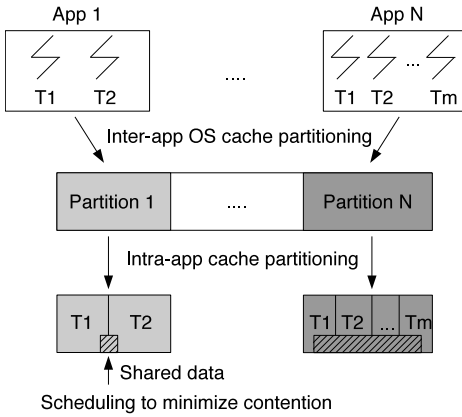 App 1 App N
T1 T2 .... T1 T2 ... Tm
Inter-app OS cache partitioning
Partition 1 .... Partition N
Intra-app cache partitioning
T1 T2 T1 T2 ... Tm
Shared data
Scheduling to minimize contention